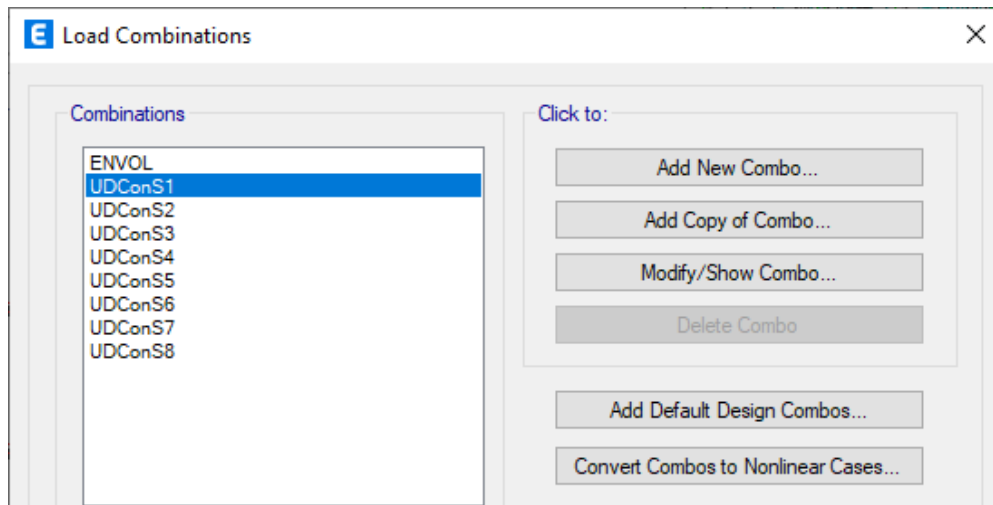 E Load Combinations
Combinations
ENVOL
UDConS1
UDConS2
UDConS3
UDConS4
UDConS5
UDConS6
UDConS7
UDConS8
Click to:
Add New Combo...
Add Copy of Combo...
Modify/Show Combo...
Delete Combo
Add Default Design Combos...
Convert Combos to Nonlinear Cases...